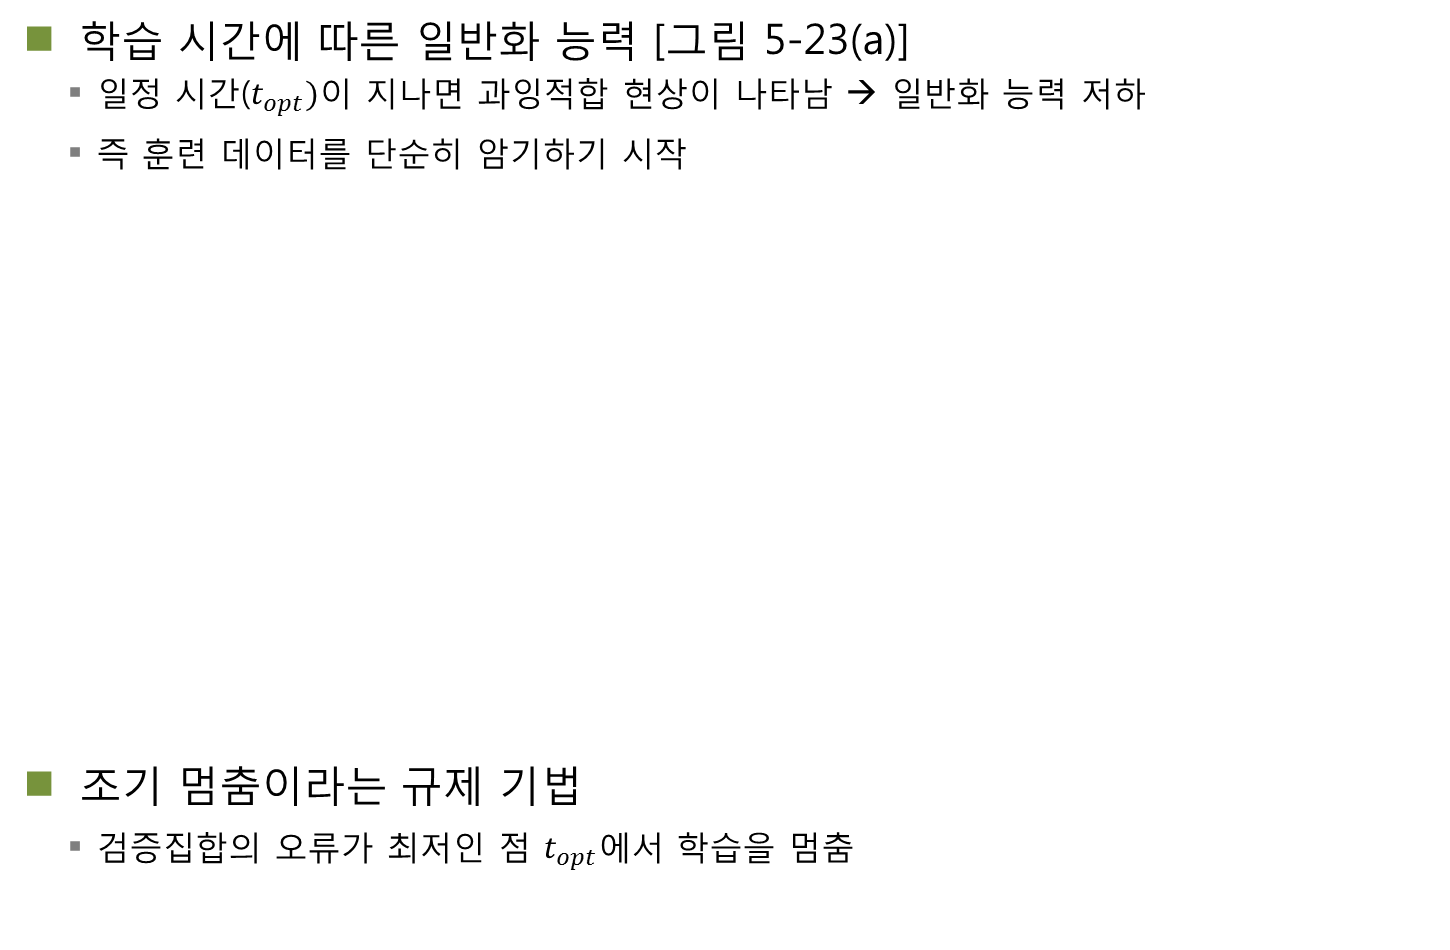 ■ 학습 시간에 따른 일반화 능력 [그림 5-23(a)]
▪ 일정 시간(t_opt)이 지나면 과잉적합 현상이 나타남 → 일반화 능력 저하
▪ 즉 훈련 데이터를 단순히 암기하기 시작
■ 조기 멈춤이라는 규제 기법
▪ 검증집합의 오류가 최저인 점 t_opt에서 학습을 멈춤